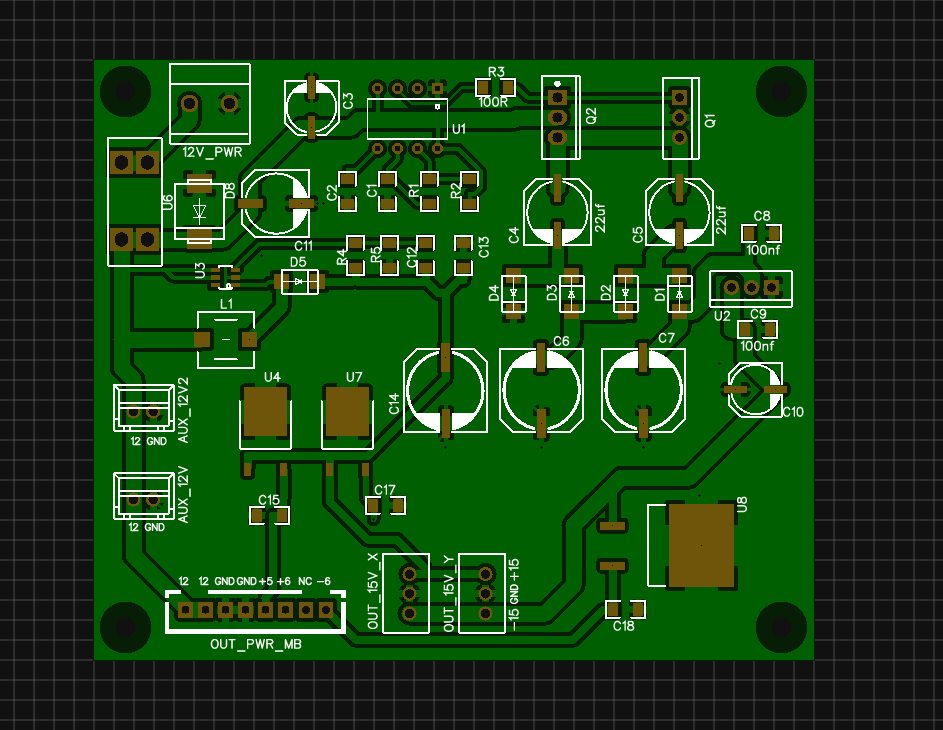 R3
100R
C3
U1
Q2
Q1
12V_PWR
U6
D8
C2
C1
R1
R2
C4
22uf
C5
22uf
C8
100nf
C11
R4
R5
C12
C13
U3
D5
D4
D3
D2
D1
U2
L1
C9
100nf
C6
C7
U4
U7
C14
C10
AUX_12V2
12 GND
AUX_12V
12 GND
C15
C17
U8
OUT_15V_X
OUT_15V_Y
-15 GND +15
12 12 GND GND +5 +6 NC -6
C18
OUT_PWR_MB